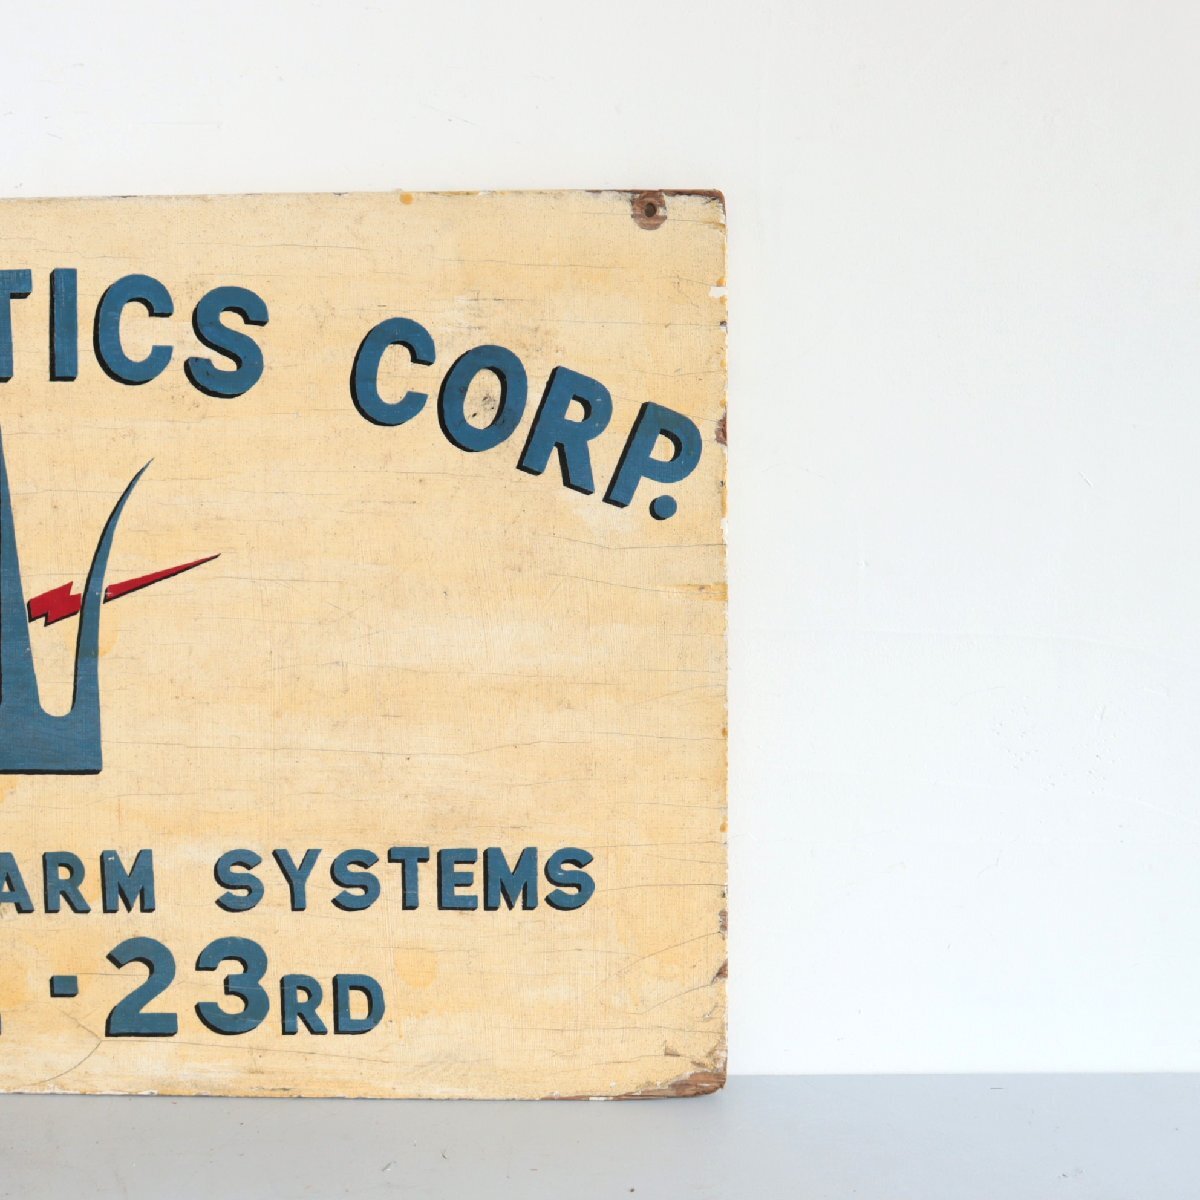 TICS CORP.
ARM SYSTEMS
- 23RD